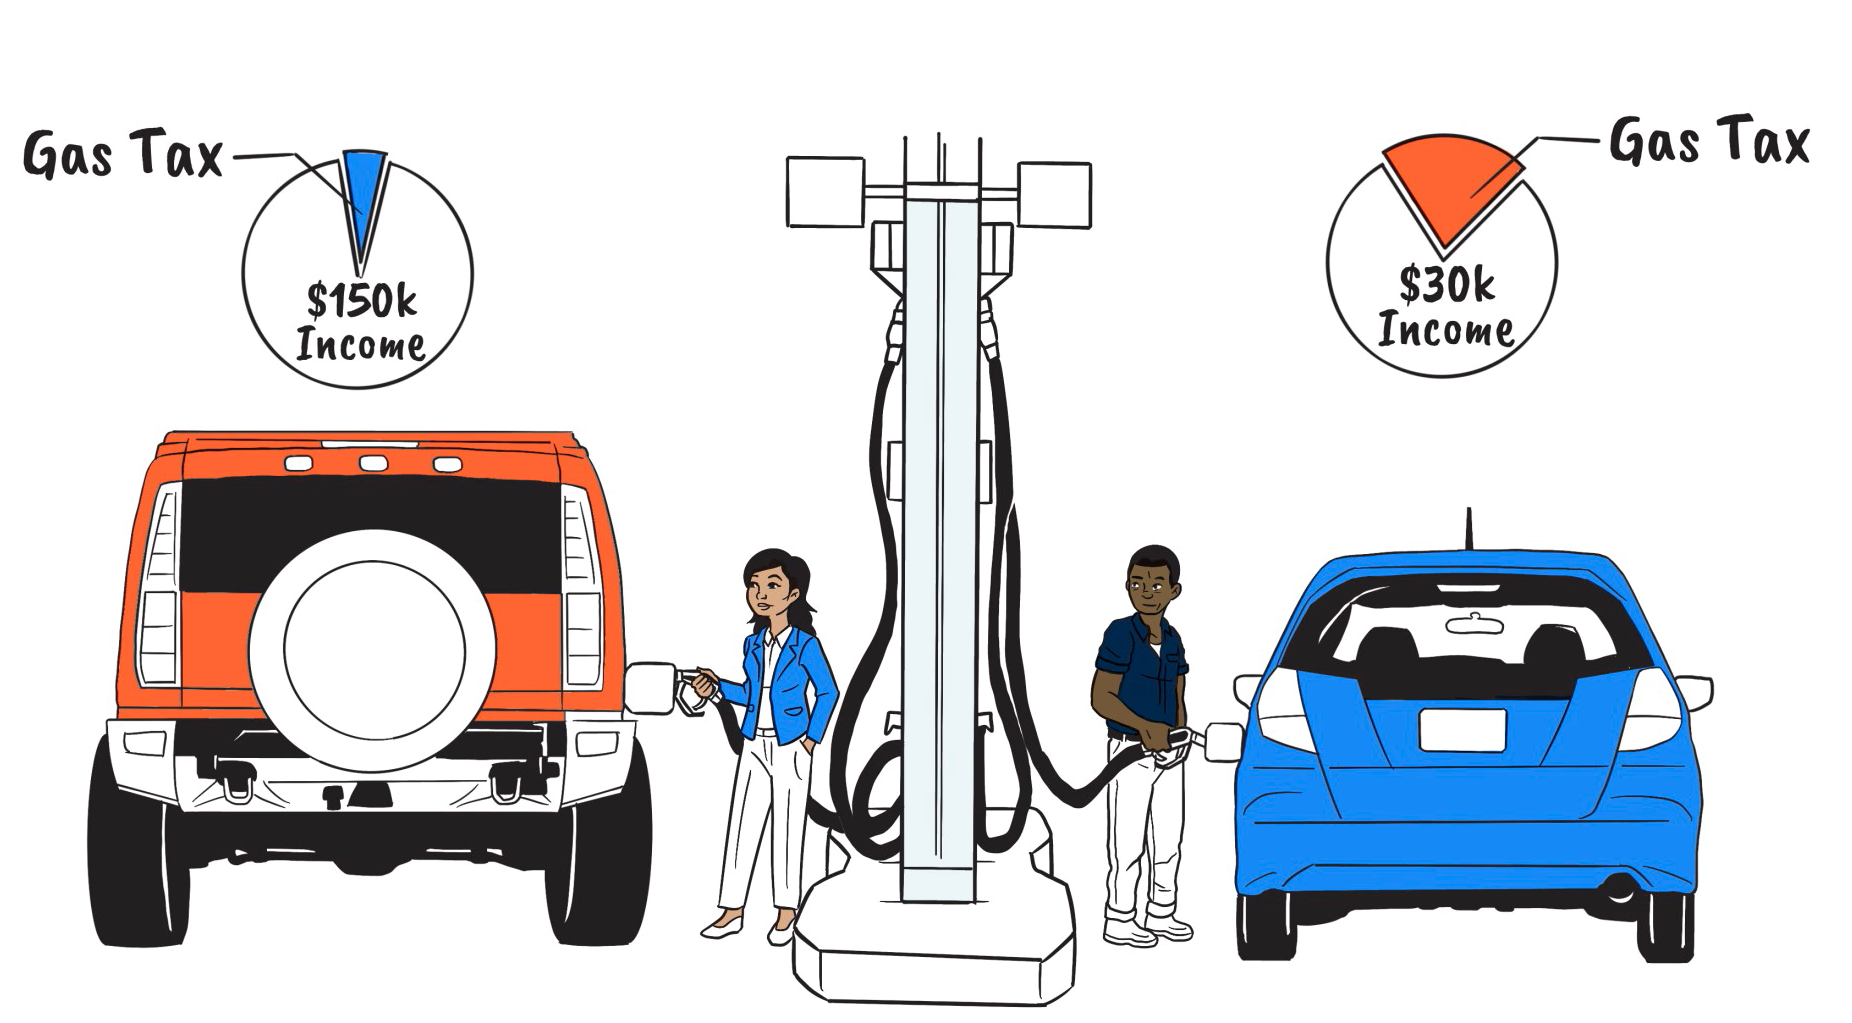 Gas Tax
$150k
Income
Gas Tax
$30k
Income